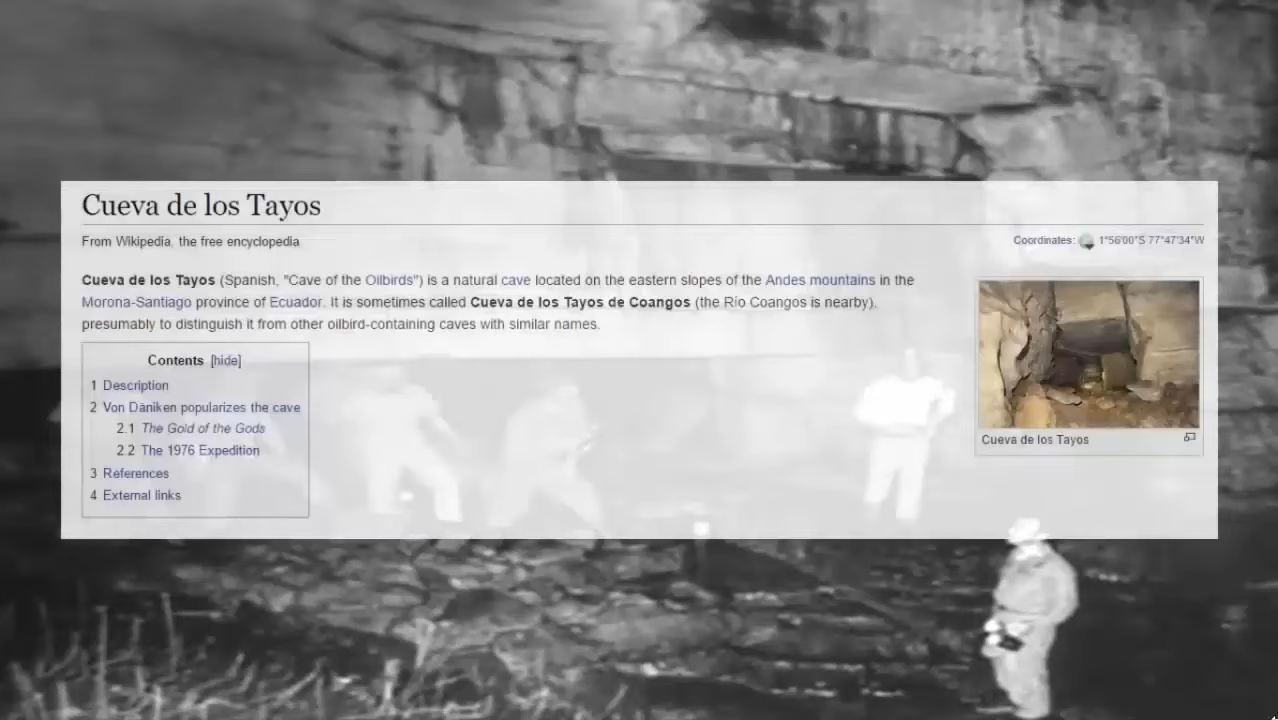 Cueva de los Tayos
From Wikipedia, the free encyclopedia
Coordinates: 1°56'00"S 77°47'34"W
Cueva de los Tayos (Spanish, "Cave of the Oilbirds") is a natural cave located on the eastern slopes of the Andes mountains in the
Morona-Santiago province of Ecuador. It is sometimes called Cueva de los Tayos de Coangos (the Río Coangos is nearby),
presumably to distinguish it from other oilbird-containing caves with similar names.
Contents [hide]
1 Description
2 Von Däniken popularizes the cave
2.1 The Gold of the Gods
2.2 The 1976 Expedition
3 References
4 External links
Cueva de los Tayos